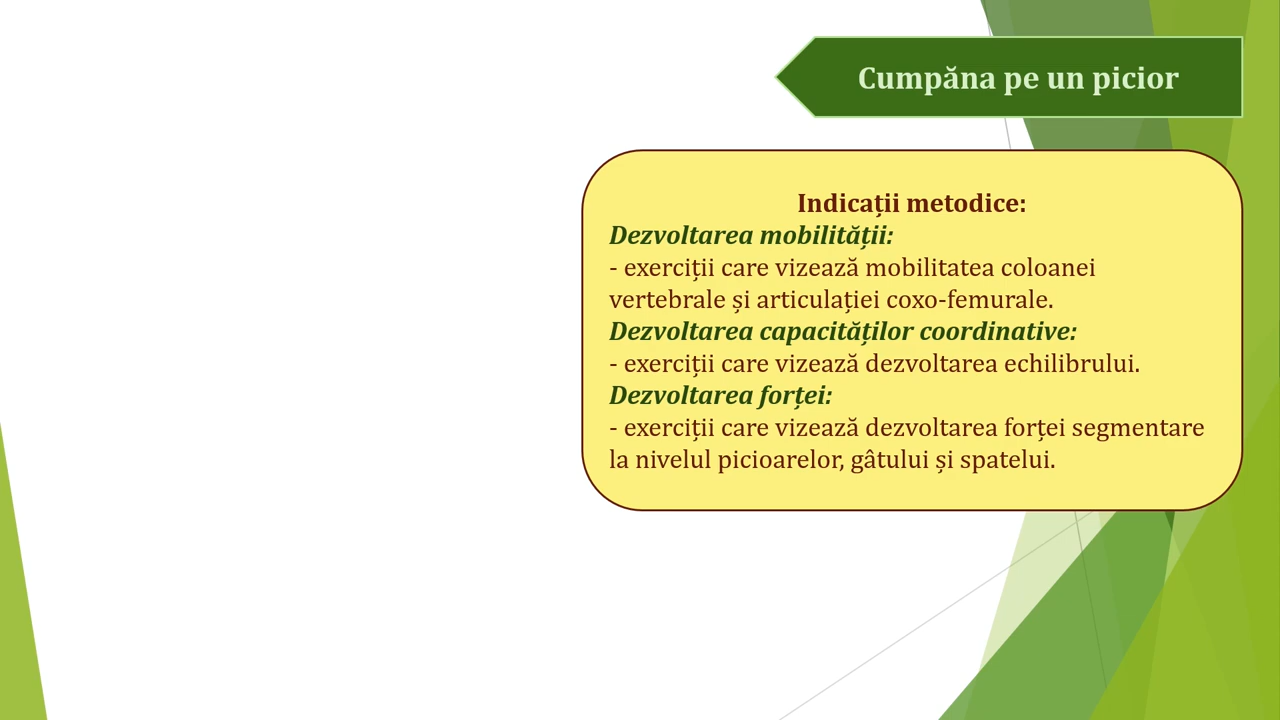 Cumpăna pe un picior
Indicații metodice:
Dezvoltarea mobilității:
- exerciții care vizează mobilitatea coloanei
vertebrale și articulației coxo-femurale.
Dezvoltarea capacităților coordinative:
- exerciții care vizează dezvoltarea echilibrului.
Dezvoltarea forței:
- exerciții care vizează dezvoltarea forței segmentare
la nivelul picioarelor, gâtului și spatelui.